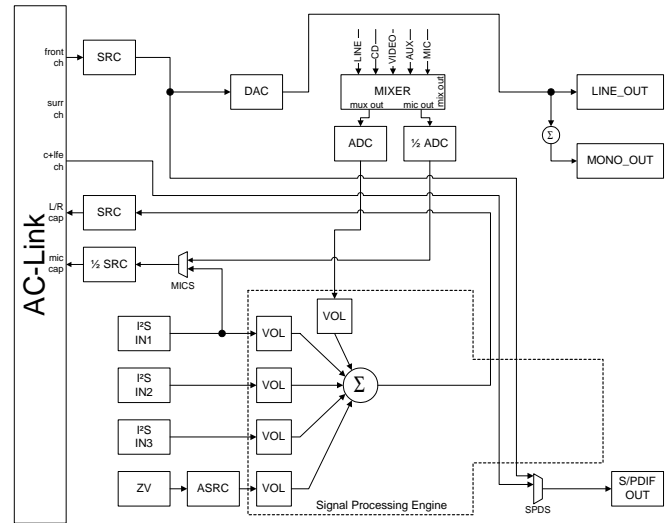 AC-Link
front
ch
surr
ch
c+lfe
ch
L/R
cap
mic
cap
SRC
DAC
LINE
CD
VIDEO
AUX
MIC
MIXER
mux out
mic out
mix out
ADC
½ ADC
LINE_OUT
Σ
MONO_OUT
SRC
½ SRC
MICS
VOL
I²S
IN1
VOL
I²S
IN2
VOL
Σ
I²S
IN3
VOL
ZV
ASRC
VOL
Signal Processing Engine
SPDS
S/PDIF
OUT